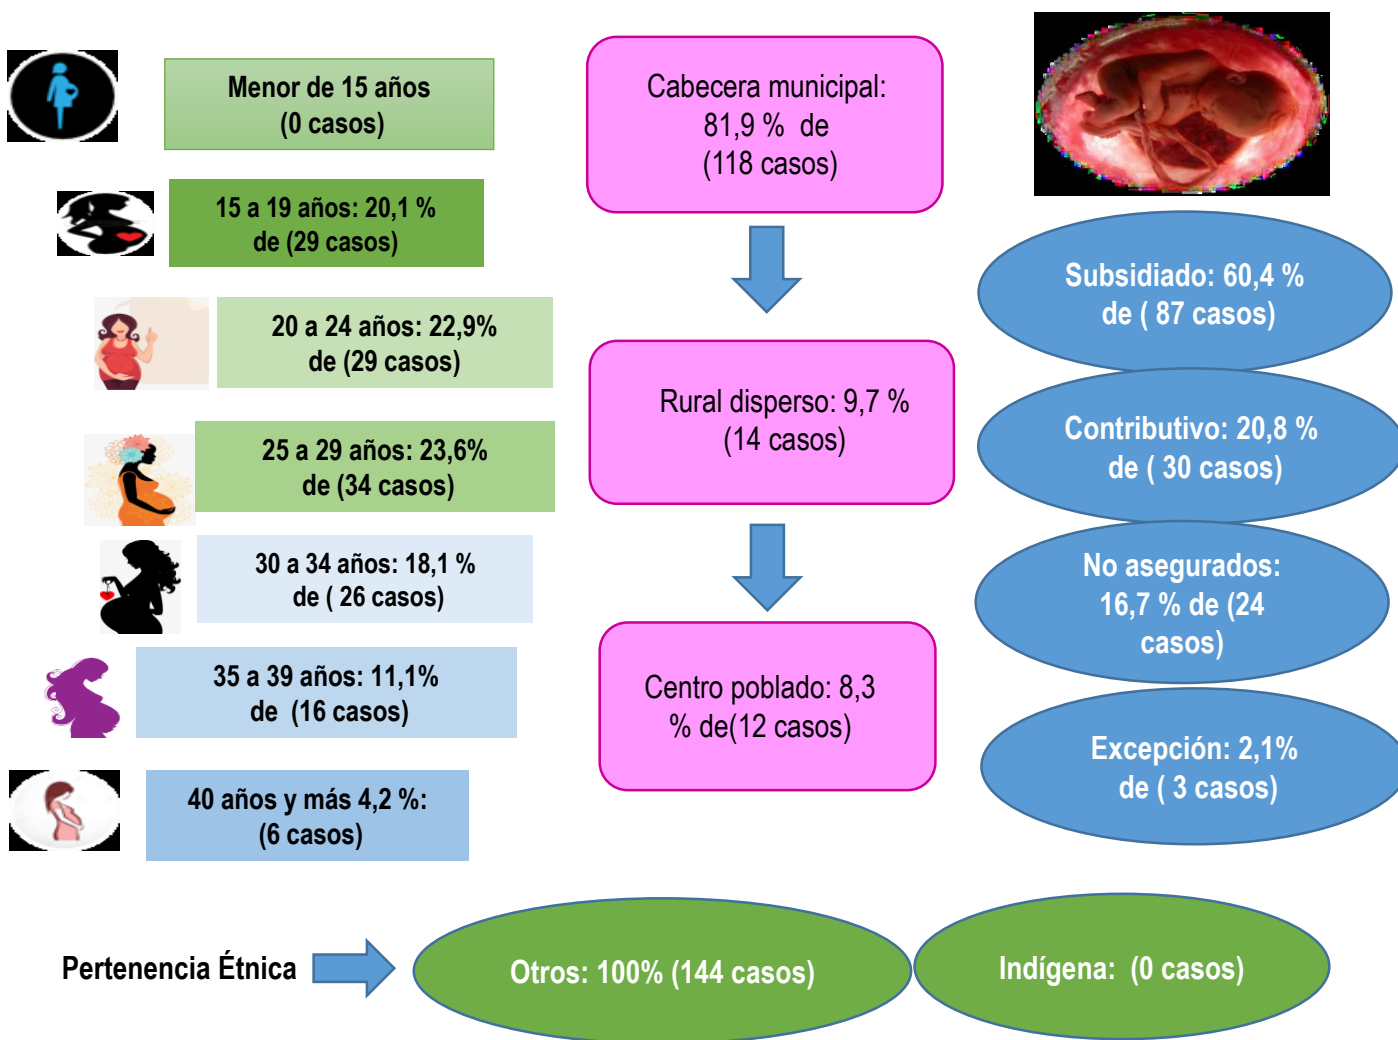 Menor de 15 años
(0 casos)
15 a 19 años: 20,1 %
de (29 casos)
20 a 24 años: 22,9%
de (29 casos)
25 a 29 años: 23,6%
de (34 casos)
30 a 34 años: 18,1 %
de ( 26 casos)
35 a 39 años: 11,1%
de (16 casos)
40 años y más 4,2 %:
(6 casos)
Cabecera municipal:
81,9 % de
(118 casos)
Rural disperso: 9,7 %
(14 casos)
Centro poblado: 8,3
% de(12 casos)
Subsidiado: 60,4 %
de ( 87 casos)
Contributivo: 20,8 %
de ( 30 casos)
No asegurados:
16,7 % de (24
casos)
Excepción: 2,1%
de ( 3 casos)
Pertenencia Étnica
Otros: 100% (144 casos)
Indígena: (0 casos)